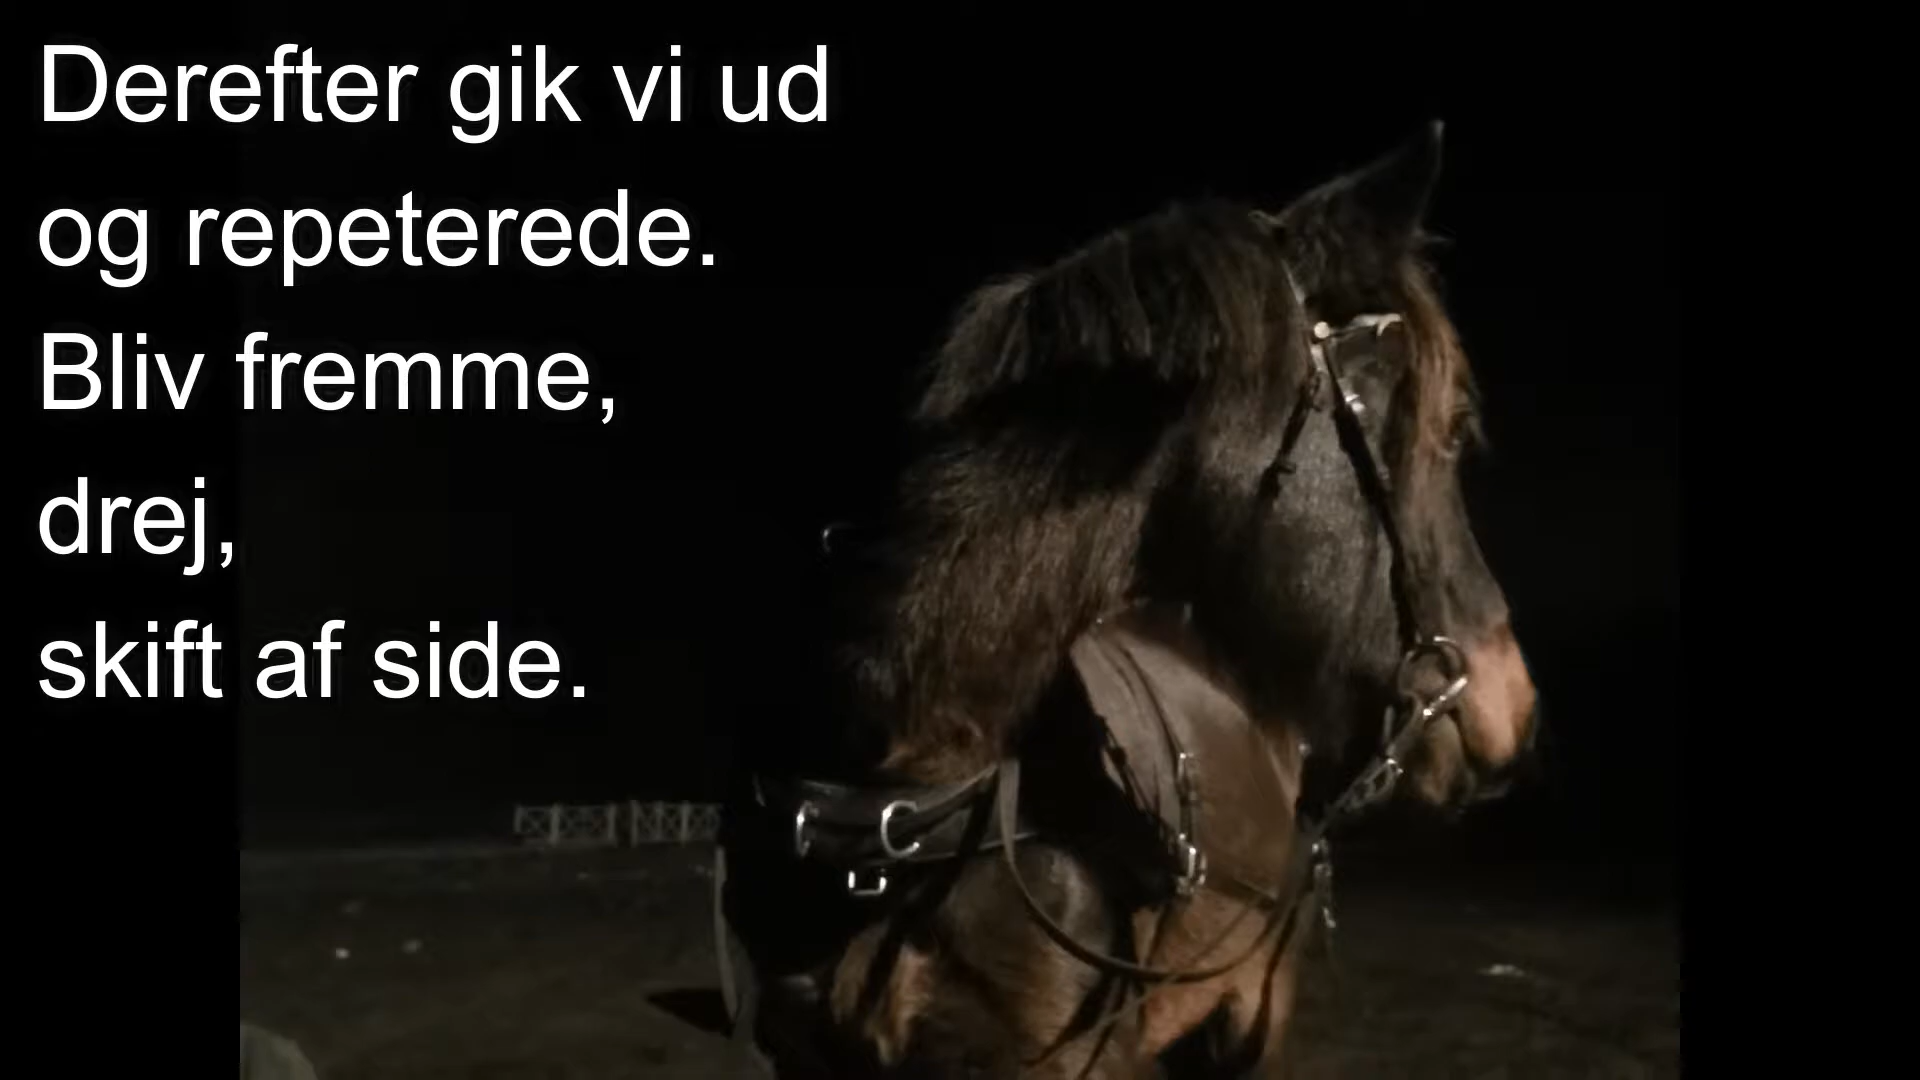 Derefter gik vi ud
og repeterede.
Bliv fremme,
drej,
skift af side.